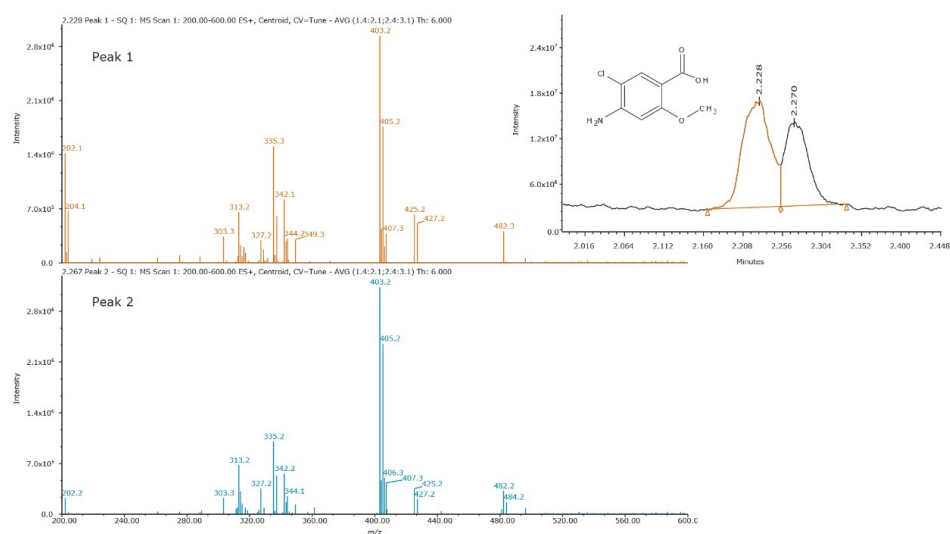 2.228 Peak 1 - SQ 1: MS Scan 1: 200.00-600.00 ES+, Centroid, CV=Tune - AVG (1.4:2.1;2.4:3.1) Th: 6.000
Peak 1
Intensity
2.8x10⁶
2.1x10⁶
1.4x10⁶
7.0x10⁵
0.0
202.1
204.1
303.3
313.2
327.2
335.3
342.1
344.2
349.3
403.2
405.2
407.3
425.2
427.2
482.3
2.4x10⁷
1.8x10⁷
1.2x10⁷
6.0x10⁶
0.0
Intensity
Cl
O
OH
H₂N
O
CH₃
2.228
2.270
2.016 2.064 2.112 2.160 2.208 2.256 2.304 2.352 2.400 2.448
Minutes
2.267 Peak 2 - SQ 1: MS Scan 1: 200.00-600.00 ES+, Centroid, CV=Tune - AVG (1.4:2.1;2.4:3.1) Th: 6.000
Peak 2
Intensity
2.8x10⁶
2.1x10⁶
1.4x10⁶
7.0x10⁵
0.0
202.2
303.3
313.2
327.2
335.2
342.2
344.1
403.2
405.2
406.3
407.3
425.2
427.2
482.2
484.2
200.00 240.00 280.00 320.00 360.00 400.00 440.00 480.00 520.00 560.00 600.0
m/z